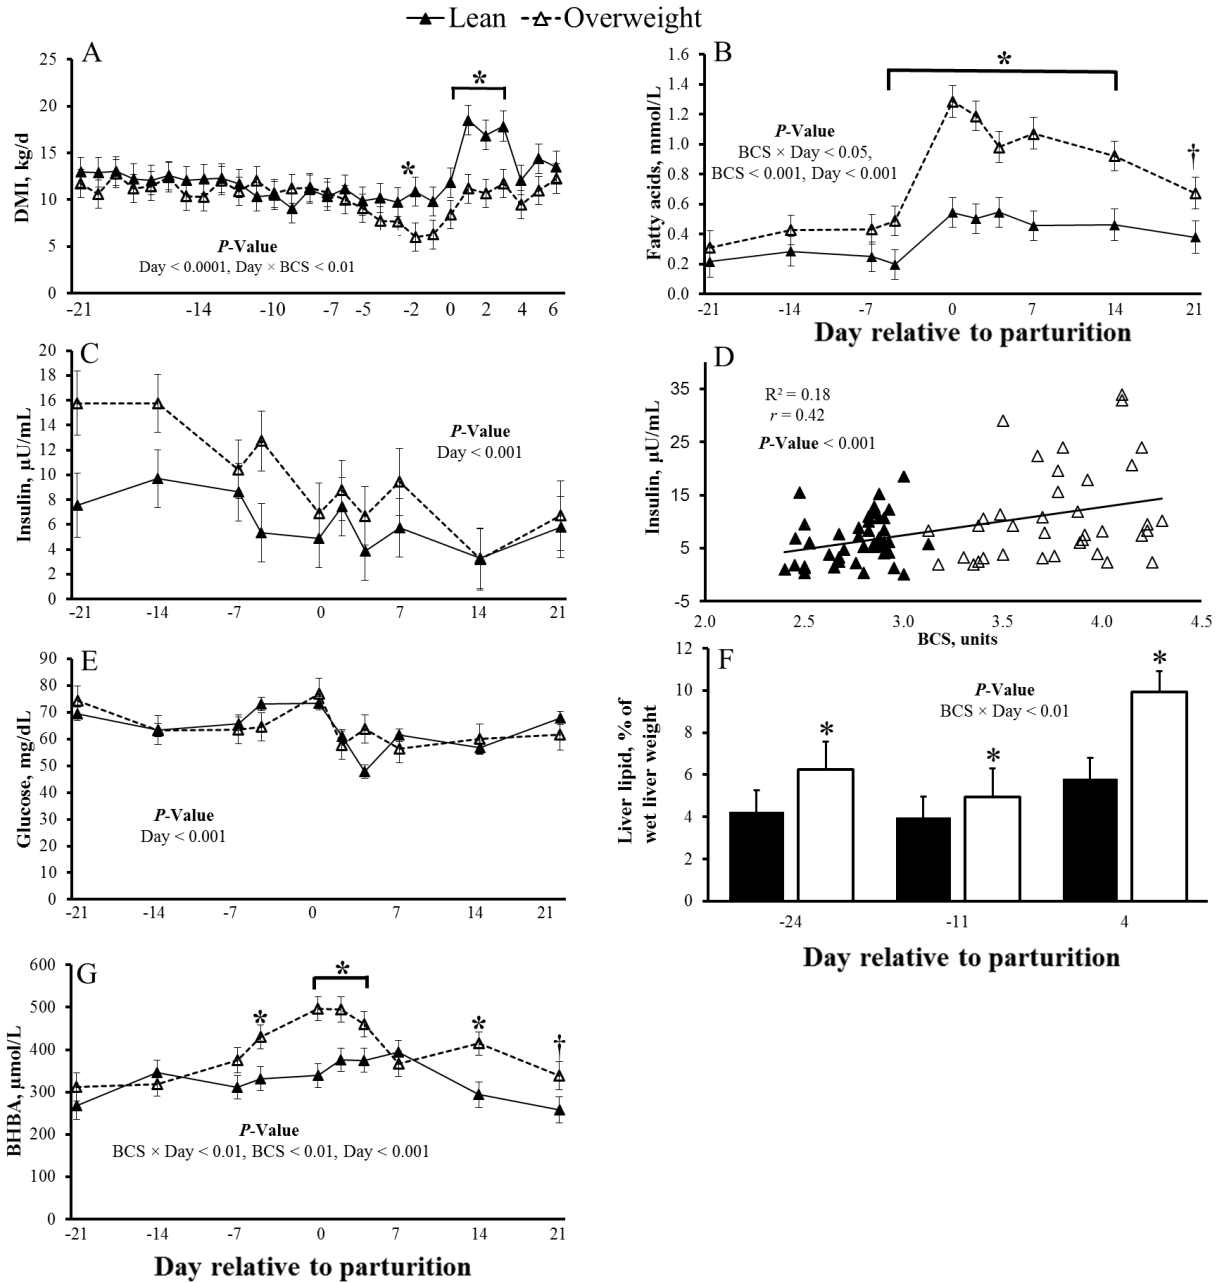 Lean Overweight
A
25
20
15
10
5
0
DMI, kg/d
*
*
P-Value
Day < 0.0001, Day × BCS < 0.01
-21 -14 -10 -7 -5 -2 0 2 4 6
B
1.6
1.4
1.2
1.0
0.8
0.6
0.4
0.2
0.0
Fatty acids, mmol/L
*
†
P-Value
BCS × Day < 0.05,
BCS < 0.001, Day < 0.001
-21 -14 -7 0 7 14 21
Day relative to parturition
C
20
18
16
14
12
10
8
6
4
2
0
Insulin, µU/mL
P-Value
Day < 0.001
-21 -14 -7 0 7 14 21
D
35
25
15
5
-5
Insulin, µU/mL
R² = 0.18
r = 0.42
P-Value < 0.001
2.0 2.5 3.0 3.5 4.0 4.5
BCS, units
E
90
80
70
60
50
40
30
20
10
0
Glucose, mg/dL
P-Value
Day < 0.001
-21 -14 -7 0 7 14 21
F
12
10
8
6
4
2
0
Liver lipid, % of
wet liver weight
P-Value
BCS × Day < 0.01
*
*
*
-24 -11 4
Day relative to parturition
G
600
500
400
300
200
100
0
BHBA, µmol/L
*
*
*
†
P-Value
BCS × Day < 0.01, BCS < 0.01, Day < 0.001
-21 -14 -7 0 7 14 21
Day relative to parturition